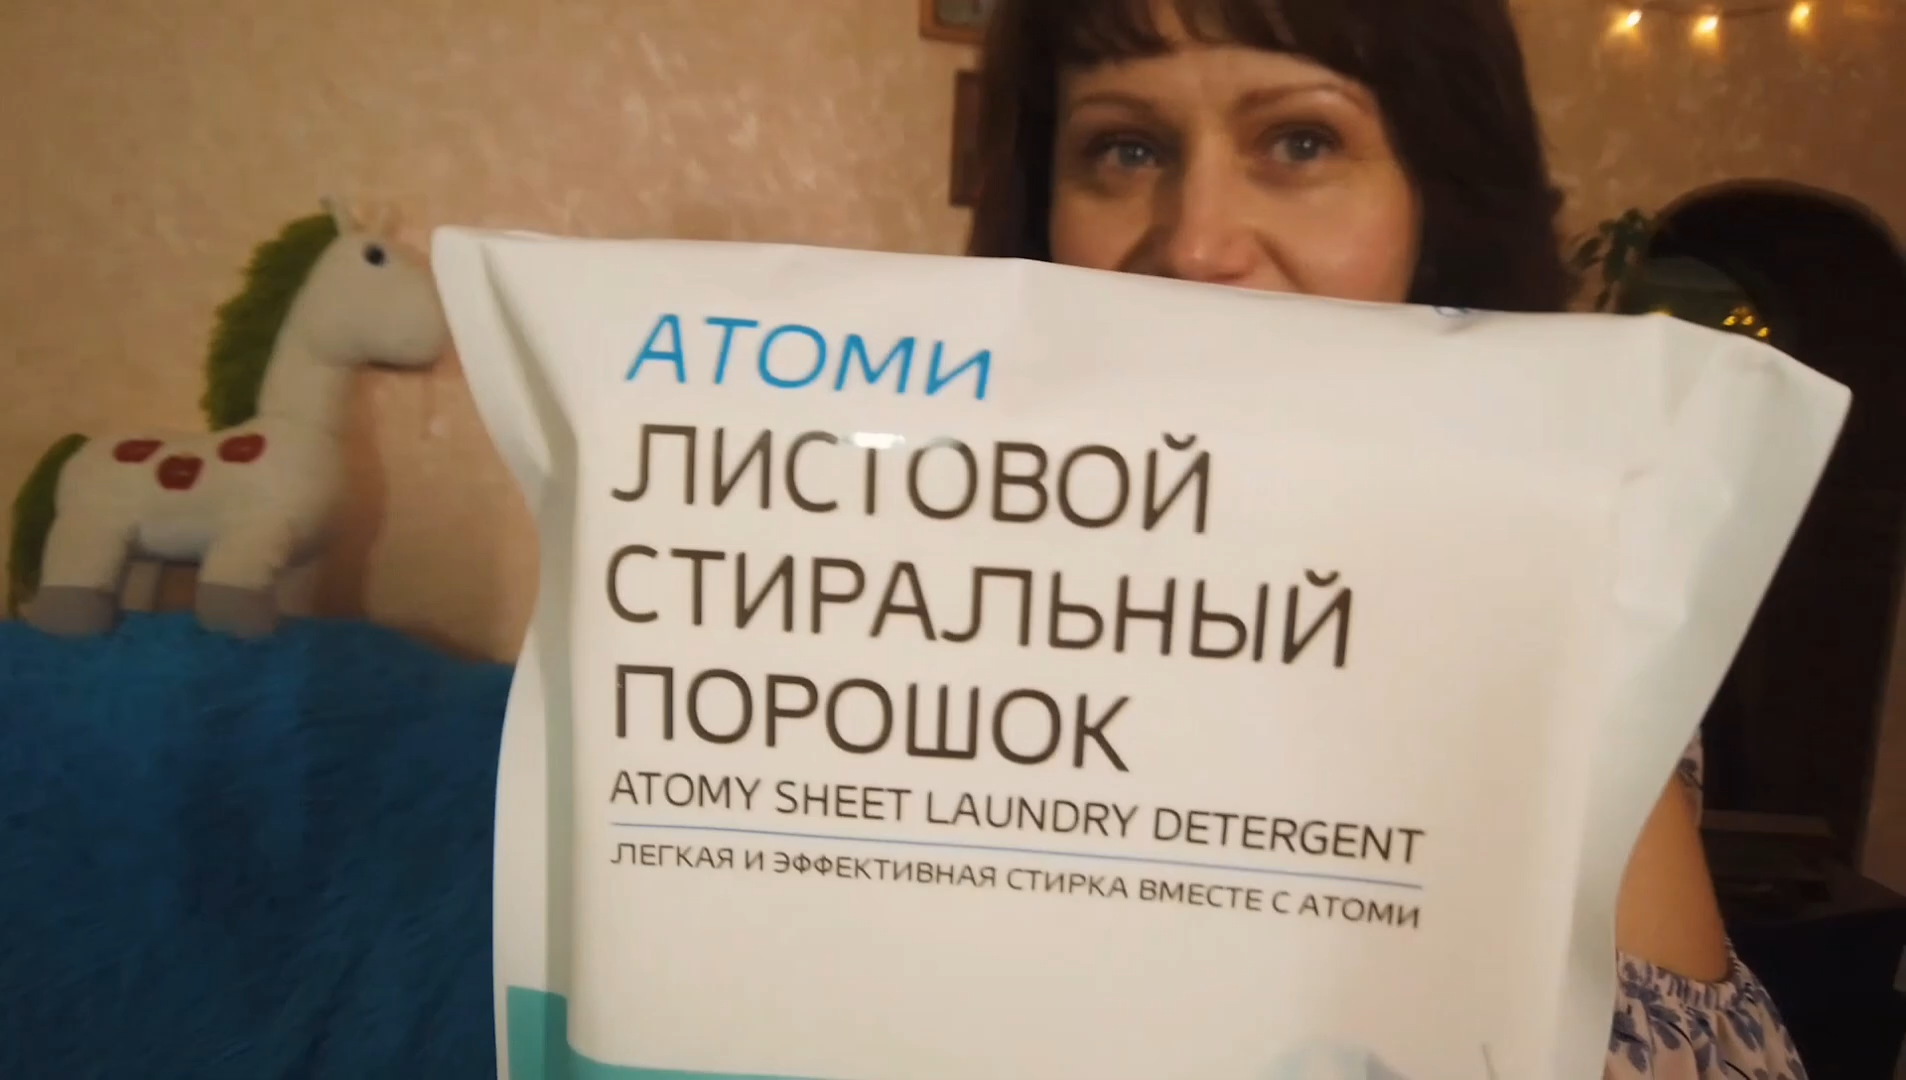 АТОМИ
ЛИСТОВОЙ
СТИРАЛЬНЫЙ
ПОРОШОК
ATOMY SHEET LAUNDRY DETERGENT
ЛЕГКАЯ И ЭФФЕКТИВНАЯ СТИРКА ВМЕСТЕ С АТОМИ